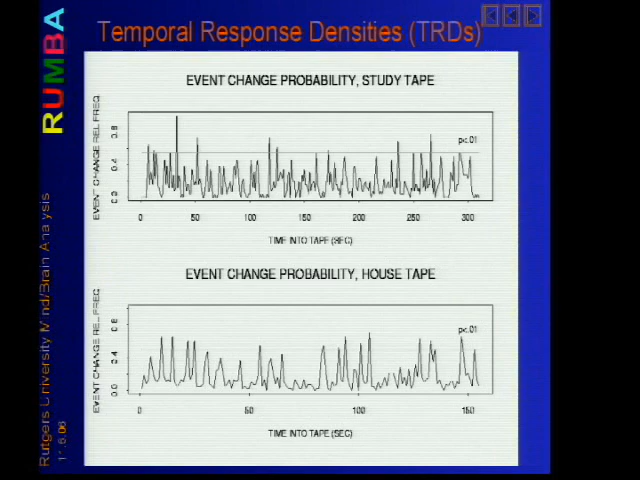 Temporal Response Densities (TRDs)
RUMBA
Rutgers University Mind/Brain Analysis
EVENT CHANGE PROBABILITY, STUDY TAPE
EVENT CHANGE REL FREQ.
0.8
0.4
0.0
p<.01
0
50
100
150
200
250
300
TIME INTO TAPE (SEC)
EVENT CHANGE PROBABILITY, HOUSE TAPE
EVENT CHANGE REL FREQ.
0.8
0.4
0.0
p<.01
0
50
100
150
TIME INTO TAPE (SEC)